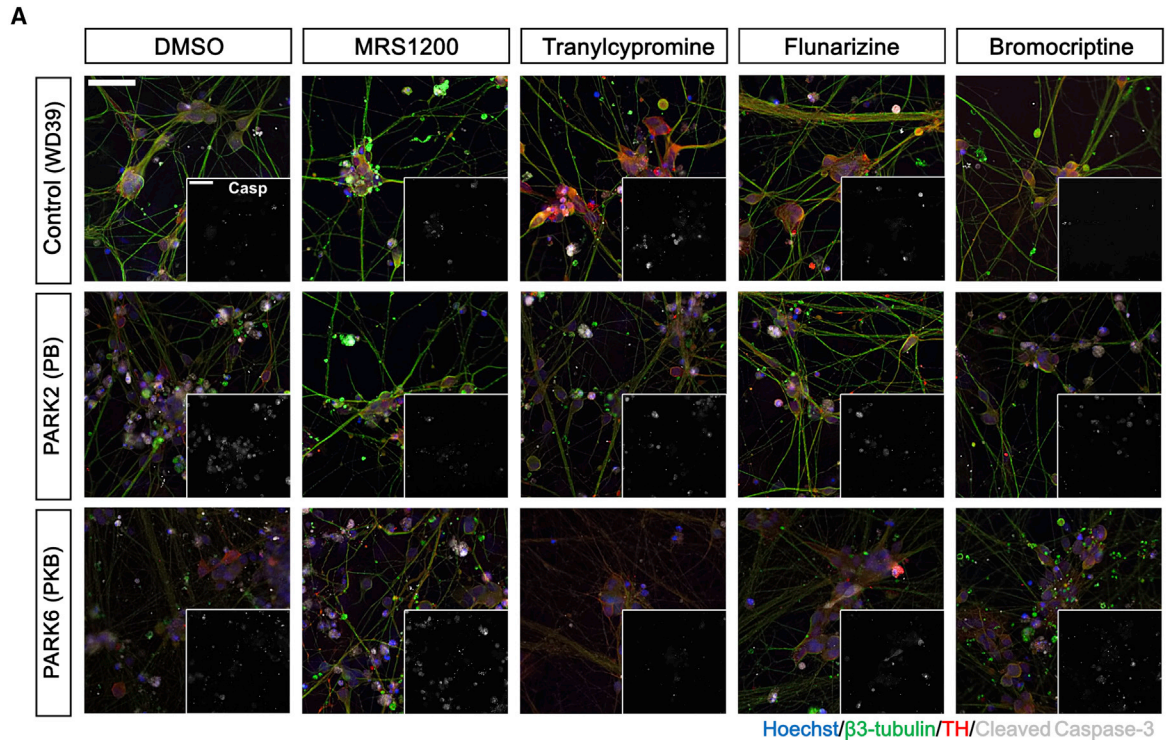 A
DMSO MRS1200 Tranylcypromine Flunarizine Bromocriptine
Control (WD39)
Casp
PARK2 (PB)
PARK6 (PKB)
Hoechst/β3-tubulin/TH/Cleaved Caspase-3